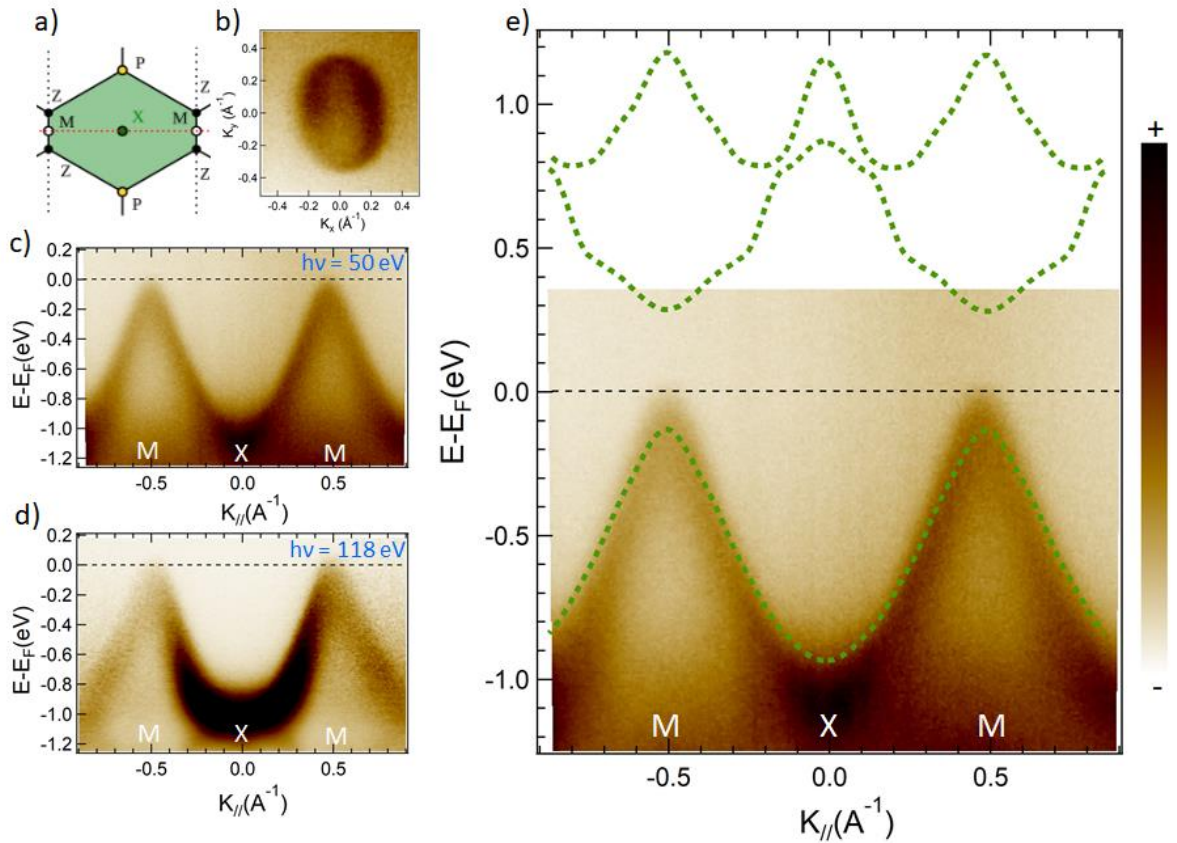 a)
P
Z
Z
M
X
M
Z
Z
P
b)
0.4
0.2
0.0
-0.2
-0.4
Ky (Å-1)
-0.4 -0.2 0.0 0.2 0.4
Kx (Å-1)
c)
hν = 50 eV
0.2
0.0
-0.2
-0.4
-0.6
-0.8
-1.0
-1.2
E-EF(eV)
M X M
-0.5 0.0 0.5
K//(A-1)
d)
hν = 118 eV
0.2
0.0
-0.2
-0.4
-0.6
-0.8
-1.0
-1.2
E-EF(eV)
M X M
-0.5 0.0 0.5
K//(A-1)
e)
1.0
0.5
0.0
-0.5
-1.0
E-EF(eV)
M X M
-0.5 0.0 0.5
K//(A-1)
+
-